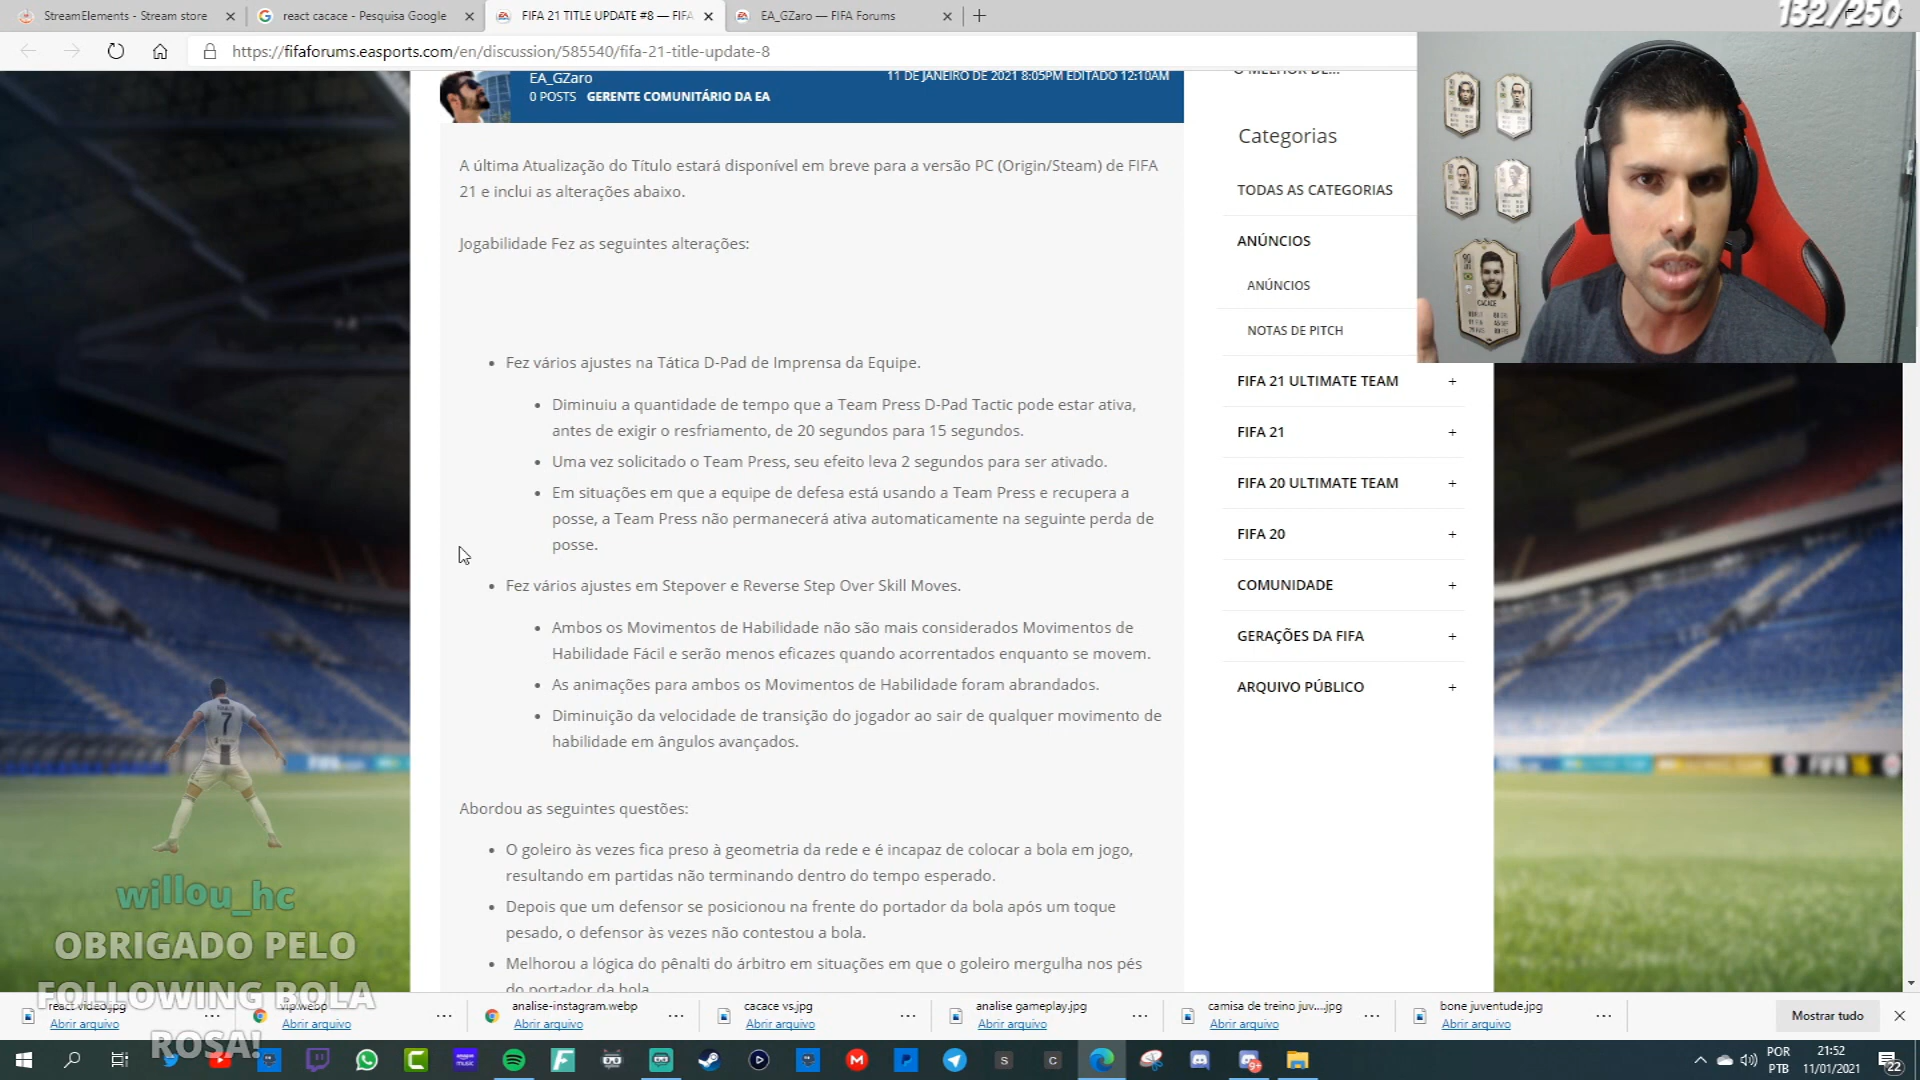 StreamElements - Stream store
react cacace - Pesquisa Google
FIFA 21 TITLE UPDATE #8 — FIFA
EA_GZaro — FIFA Forums
132/250
https://fifaforums.easports.com/en/discussion/585540/fifa-21-title-update-8
EA_GZaro
11 DE JANEIRO DE 2021 8:05PM EDITADO 12:10AM
0 POSTS GERENTE COMUNITÁRIO DA EA
A última Atualização do Título estará disponível em breve para a versão PC (Origin/Steam) de FIFA
21 e inclui as alterações abaixo.
Jogabilidade Fez as seguintes alterações:
Fez vários ajustes na Tática D-Pad de Imprensa da Equipe.
Diminuiu a quantidade de tempo que a Team Press D-Pad Tactic pode estar ativa,
antes de exigir o resfriamento, de 20 segundos para 15 segundos.
Uma vez solicitado o Team Press, seu efeito leva 2 segundos para ser ativado.
Em situações em que a equipe de defesa está usando a Team Press e recupera a
posse, a Team Press não permanecerá ativa automaticamente na seguinte perda de
posse.
Fez vários ajustes em Stepover e Reverse Step Over Skill Moves.
Ambos os Movimentos de Habilidade não são mais considerados Movimentos de
Habilidade Fácil e serão menos eficazes quando acorrentados enquanto se movem.
As animações para ambos os Movimentos de Habilidade foram abrandados.
Diminuição da velocidade de transição do jogador ao sair de qualquer movimento de
habilidade em ângulos avançados.
Abordou as seguintes questões:
O goleiro às vezes fica preso à geometria da rede e é incapaz de colocar a bola em jogo,
resultando em partidas não terminando dentro do tempo esperado.
Depois que um defensor se posicionou na frente do portador da bola após um toque
pesado, o defensor às vezes não contestou a bola.
Melhorou a lógica do pênalti do árbitro em situações em que o goleiro mergulha nos pés
do portador da bola.
O MELHOR DE...
Categorias
TODAS AS CATEGORIAS
ANÚNCIOS
ANÚNCIOS
NOTAS DE PITCH
FIFA 21 ULTIMATE TEAM +
FIFA 21 +
FIFA 20 ULTIMATE TEAM +
FIFA 20 +
COMUNIDADE +
GERAÇÕES DA FIFA +
ARQUIVO PÚBLICO +
CACACE
7
willou_hc
OBRIGADO PELO
FOLLOWING BOLA
ROSA!
react video.jpg
Abrir arquivo
vip.webp
Abrir arquivo
analise-instagram.webp
Abrir arquivo
cacace vs.jpg
Abrir arquivo
analise gameplay.jpg
Abrir arquivo
camisa de treino juv....jpg
Abrir arquivo
bone juventude.jpg
Abrir arquivo
Mostrar tudo
POR
PTB
21:52
11/01/2021
22